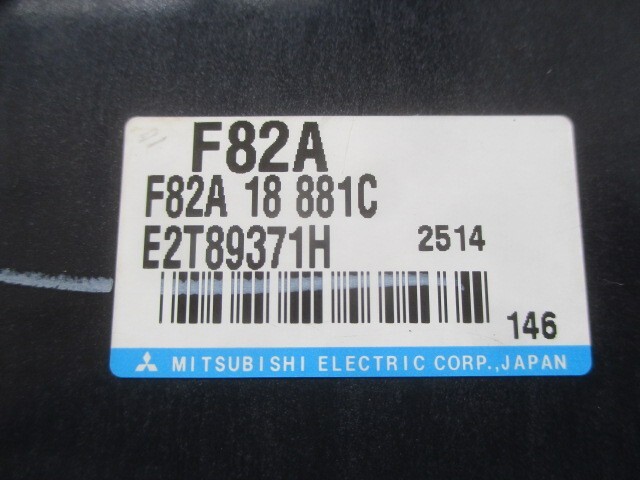 F82A
F82A 18 881C
E2T89371H 2514
146
MITSUBISHI ELECTRIC CORP.,JAPAN